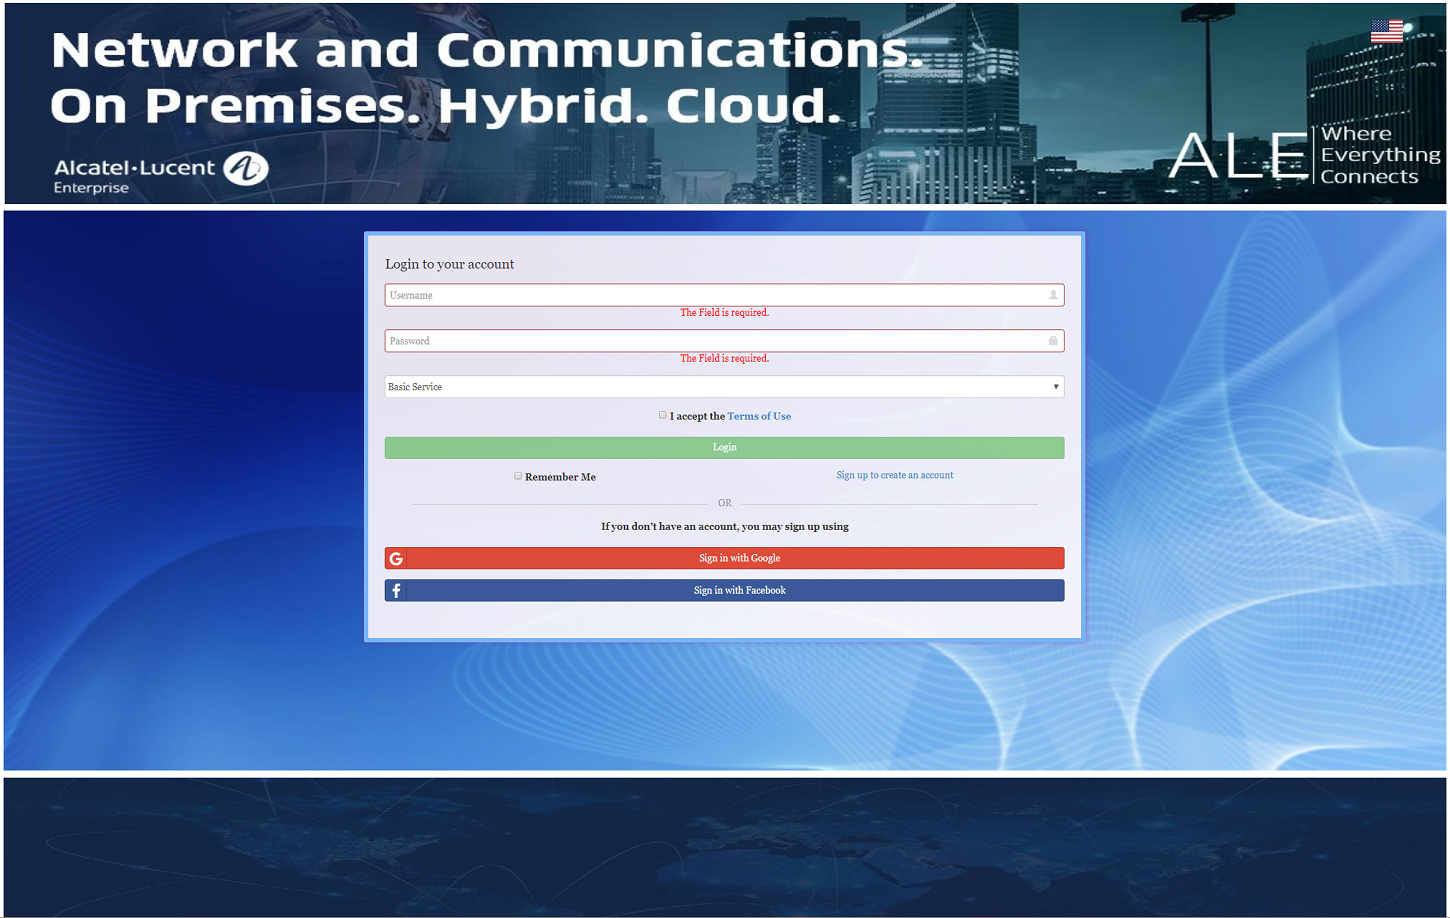 Network and Communications.
On Premises. Hybrid. Cloud.
Alcatel·Lucent
Enterprise
ALE
Where
Everything
Connects
Login to your account
Username
The Field is required.
Password
The Field is required.
Basic Service
I accept the Terms of Use
Login
Remember Me
Sign up to create an account
OR
If you don't have an account, you may sign up using
G
Sign in with Google
f
Sign in with Facebook